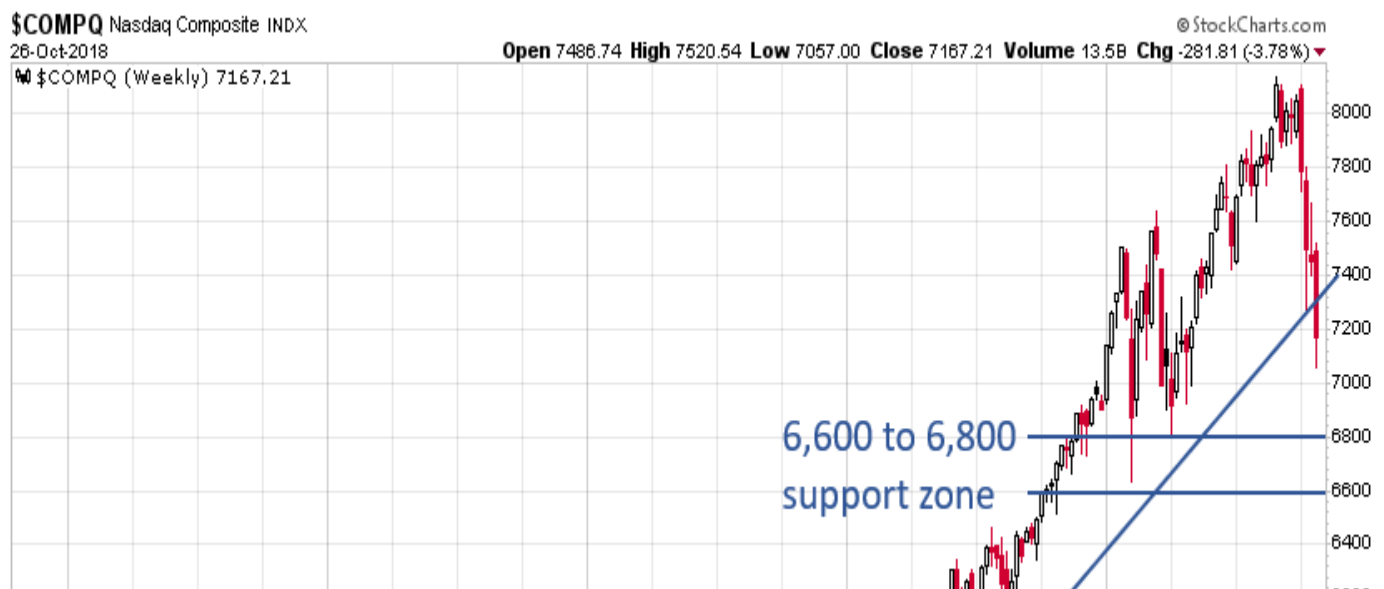 $COMPQ Nasdaq Composite INDX
© StockCharts.com
26-Oct-2018
Open 7486.74 High 7520.54 Low 7057.00 Close 7167.21 Volume 13.5B Chg -281.81 (-3.78%)
$COMPQ (Weekly) 7167.21
8000
7800
7600
7400
7200
7000
6,600 to 6,800
6800
support zone
6600
6400